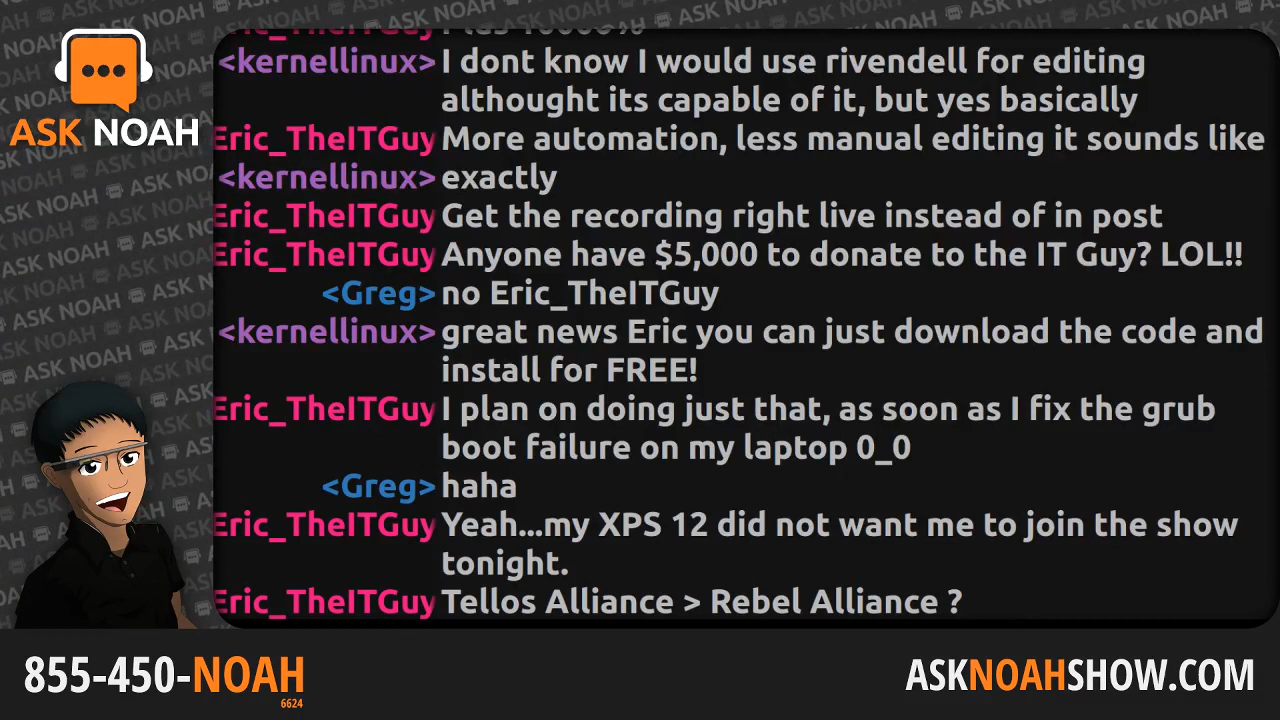 ASK NOAH
<kernellinux> I dont know I would use rivendell for editing
althought its capable of it, but yes basically
Eric_TheITGuy More automation, less manual editing it sounds like
<kernellinux> exactly
Eric_TheITGuy Get the recording right live instead of in post
Eric_TheITGuy Anyone have $5,000 to donate to the IT Guy? LOL!!
<Greg> no Eric_TheITGuy
<kernellinux> great news Eric you can just download the code and
install for FREE!
Eric_TheITGuy I plan on doing just that, as soon as I fix the grub
boot failure on my laptop 0_0
<Greg> haha
Eric_TheITGuy Yeah...my XPS 12 did not want me to join the show
tonight.
Eric_TheITGuy Tellos Alliance > Rebel Alliance ?
855-450-NOAH
6624
ASKNOAHSHOW.COM